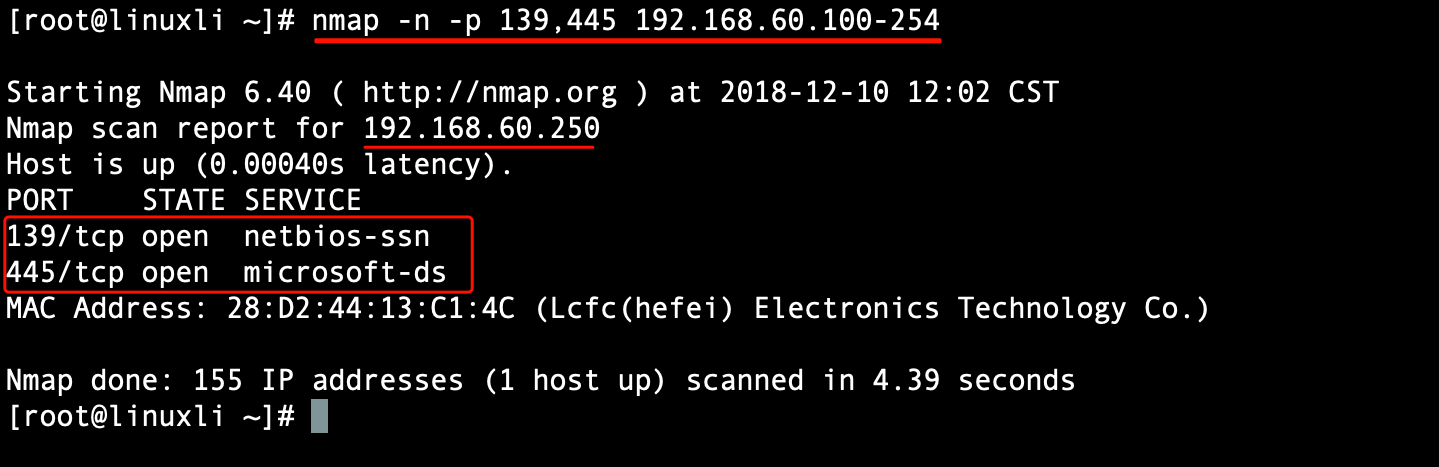 [root@linuxli ~]# nmap -n -p 139,445 192.168.60.100-254
Starting Nmap 6.40 ( http://nmap.org ) at 2018-12-10 12:02 CST
Nmap scan report for 192.168.60.250
Host is up (0.00040s latency).
PORT    STATE SERVICE
139/tcp open  netbios-ssn
445/tcp open  microsoft-ds
MAC Address: 28:D2:44:13:C1:4C (Lcfc(hefei) Electronics Technology Co.)
Nmap done: 155 IP addresses (1 host up) scanned in 4.39 seconds
[root@linuxli ~]#